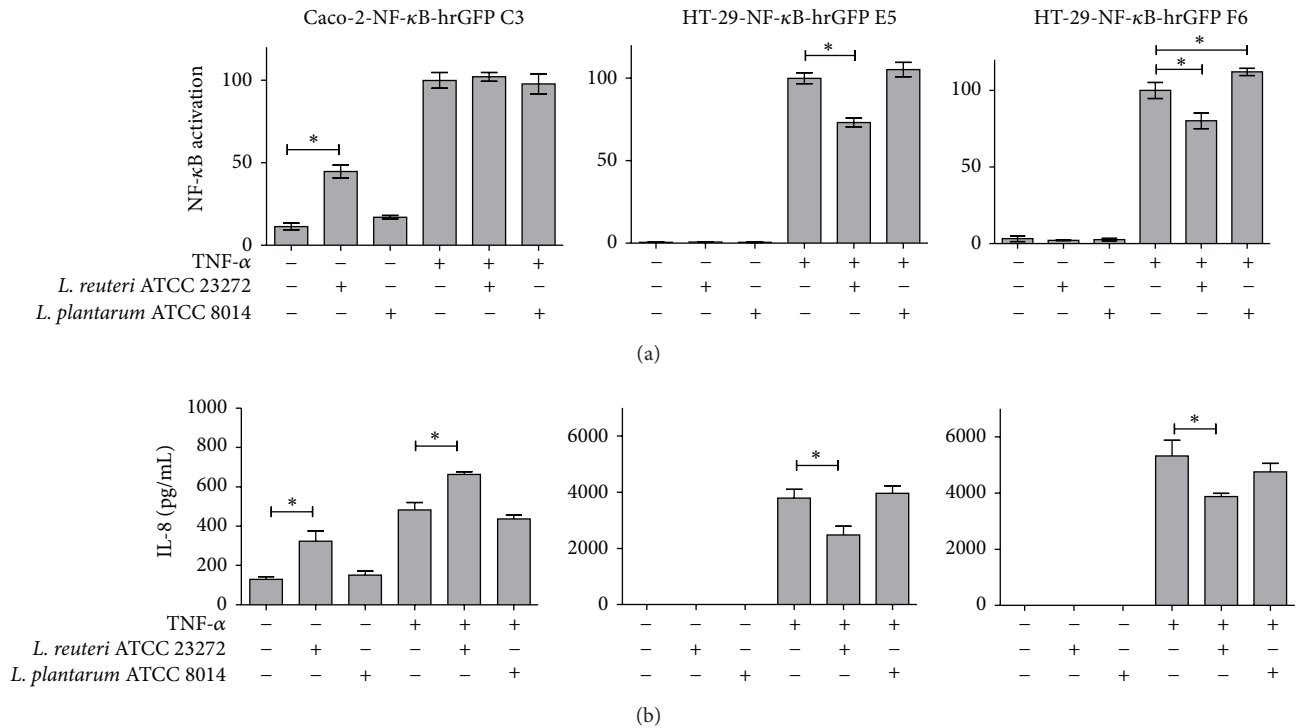 Caco-2-NF-κB-hrGFP C3
HT-29-NF-κB-hrGFP E5
HT-29-NF-κB-hrGFP F6
NF-κB activation
100
50
0
*
100
50
0
*
100
50
0
*
*
TNF-α − − − + + + − − − + + + − − − + + +
L. reuteri ATCC 23272 − + − − + − − + − − + − − + − − + −
L. plantarum ATCC 8014 − − + − − + − − + − − + − − + − − +
(a)
IL-8 (pg/mL)
1000
800
600
400
200
0
*
*
6000
4000
2000
0
*
6000
4000
2000
0
*
TNF-α − − − + + + − − − + + + − − − + + +
L. reuteri ATCC 23272 − + − − + − − + − − + − − + − − + −
L. plantarum ATCC 8014 − − + − − + − − + − − + − − + − − +
(b)